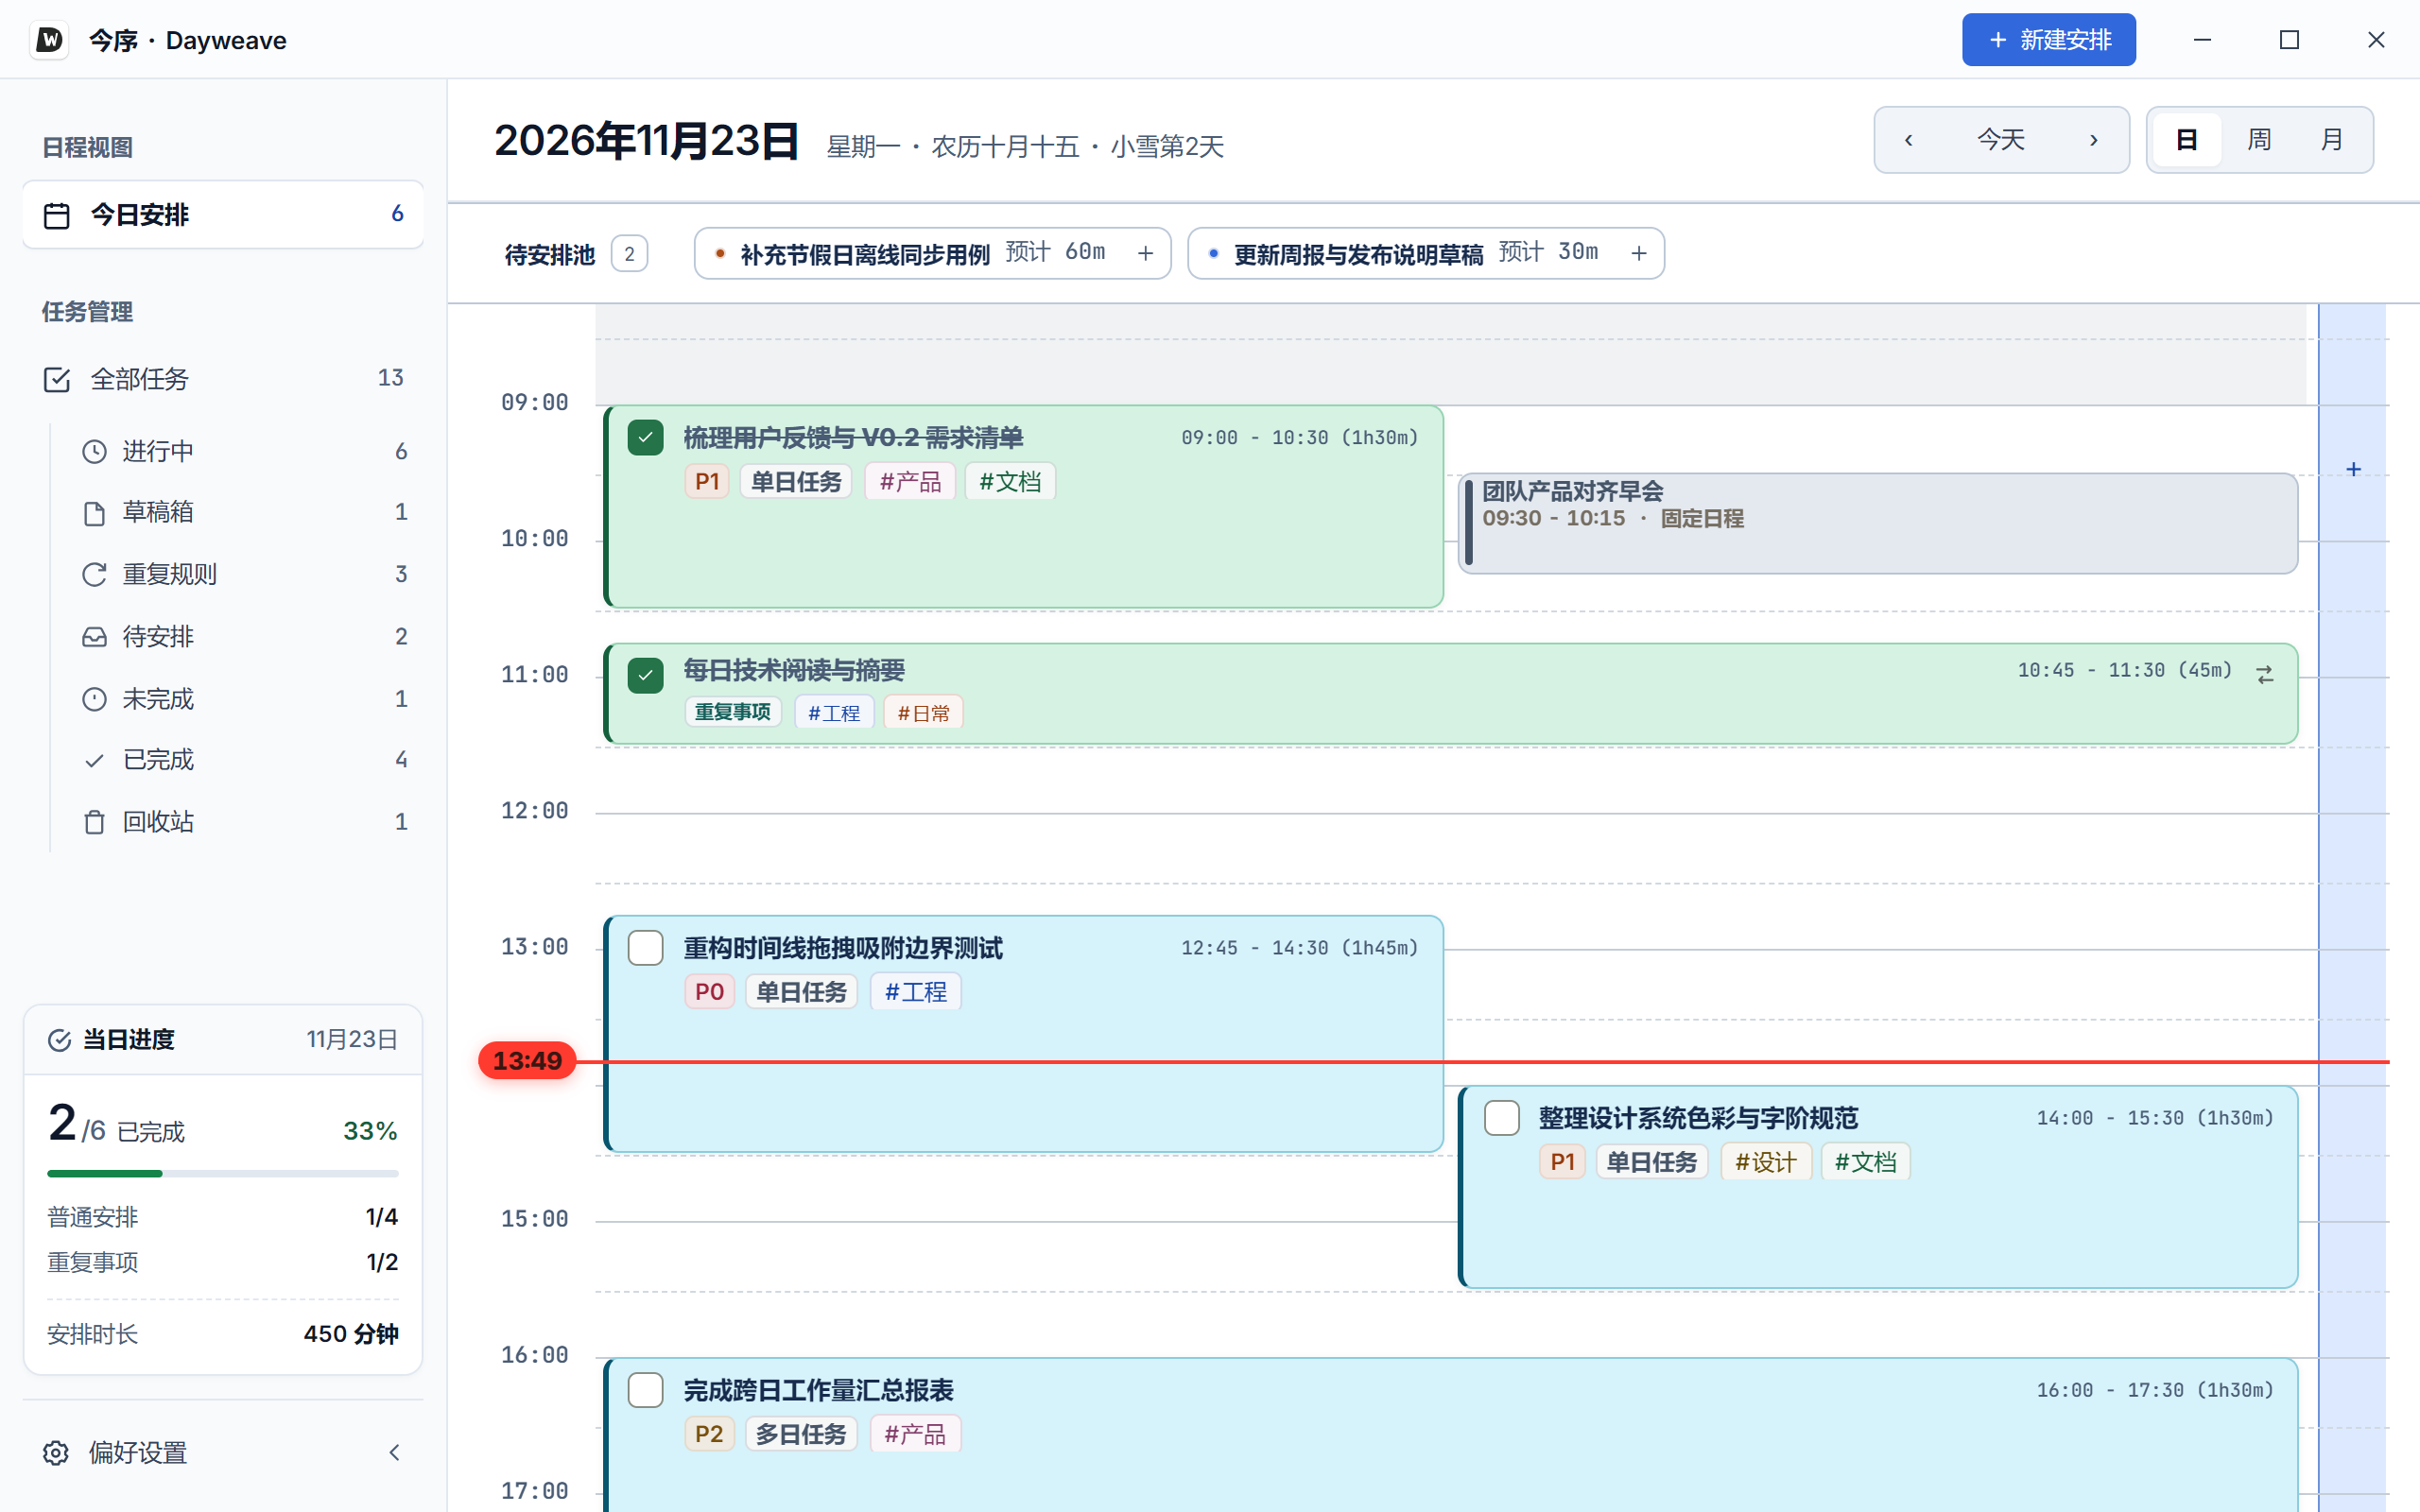 今序 · Dayweave
+ 新建安排
日程视图
今日安排 6
任务管理
全部任务 13
进行中 6
草稿箱 1
重复规则 3
待安排 2
未完成 1
已完成 4
回收站 1
当日进度 11月23日
2/6 已完成 33%
普通安排 1/4
重复事项 1/2
安排时长 450 分钟
偏好设置
2026年11月23日 星期一 · 农历十月十五 · 小雪第2天
‹ 今天 ›
日 周 月
待安排池 2
补充节假日离线同步用例 预计 60m +
更新周报与发布说明草稿 预计 30m +
09:00
梳理用户反馈与 V0.2 需求清单 09:00 - 10:30 (1h30m)
P1 单日任务 #产品 #文档
+
团队产品对齐早会
09:30 - 10:15 · 固定日程
10:00
11:00
每日技术阅读与摘要 10:45 - 11:30 (45m)
重复事项 #工程 #日常
12:00
13:00
重构时间线拖拽吸附边界测试 12:45 - 14:30 (1h45m)
P0 单日任务 #工程
13:49
整理设计系统色彩与字阶规范 14:00 - 15:30 (1h30m)
P1 单日任务 #设计 #文档
15:00
16:00
完成跨日工作量汇总报表 16:00 - 17:30 (1h30m)
P2 多日任务 #产品
17:00